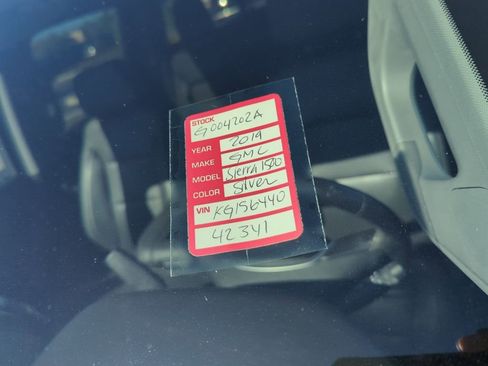 STOCK G004202A
YEAR 2019
MAKE GMC
MODEL Sierra 1500
COLOR Silver
VIN KG156440
42341